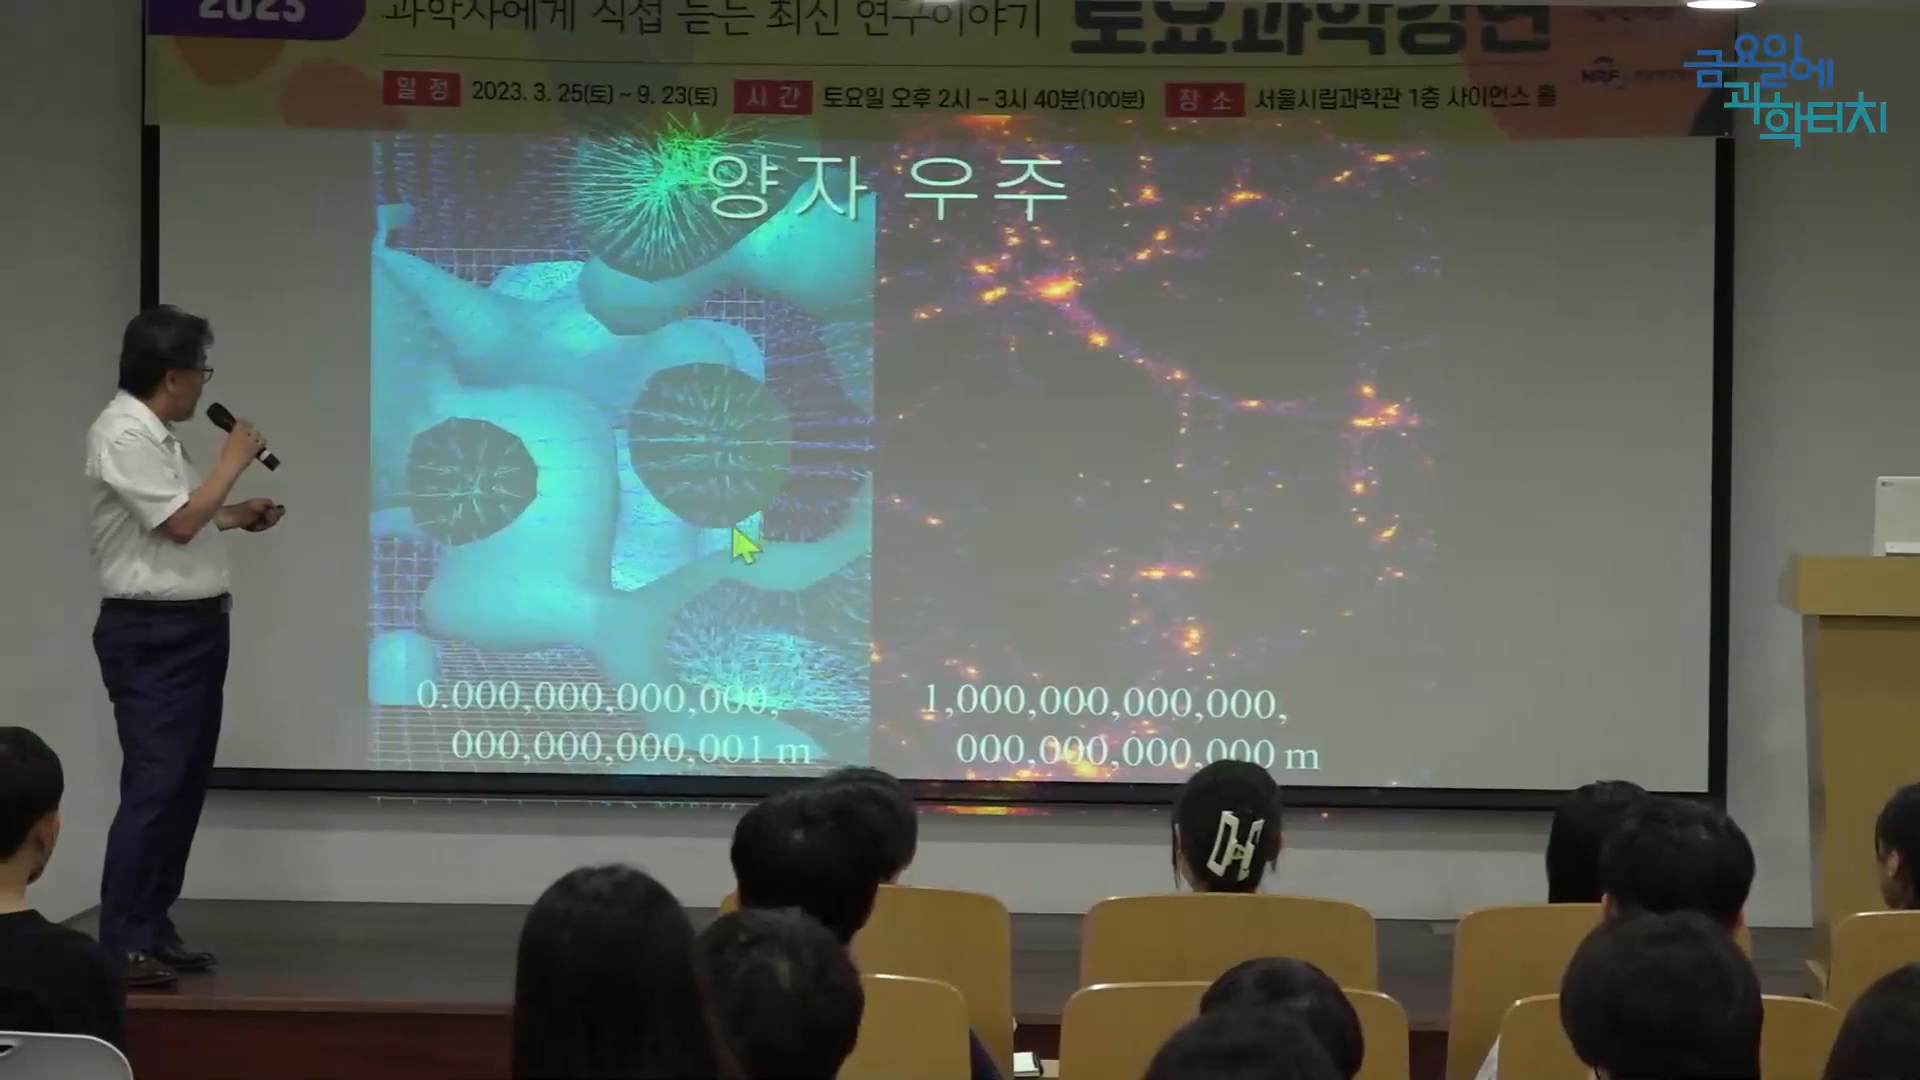 2023
과학자에게 직접 듣는 최신 연구이야기 토요과학강연
일 정 2023. 3. 25(토) ~ 9. 23(토) 시 간 토요일 오후 2시 ~ 3시 40분(100분) 장 소 서울시립과학관 1층 사이언스 홀
NRF
금요일에
과학터치
양자 우주
0.000,000,000,000,
000,000,000,001 m
1,000,000,000,000,
000,000,000,000 m